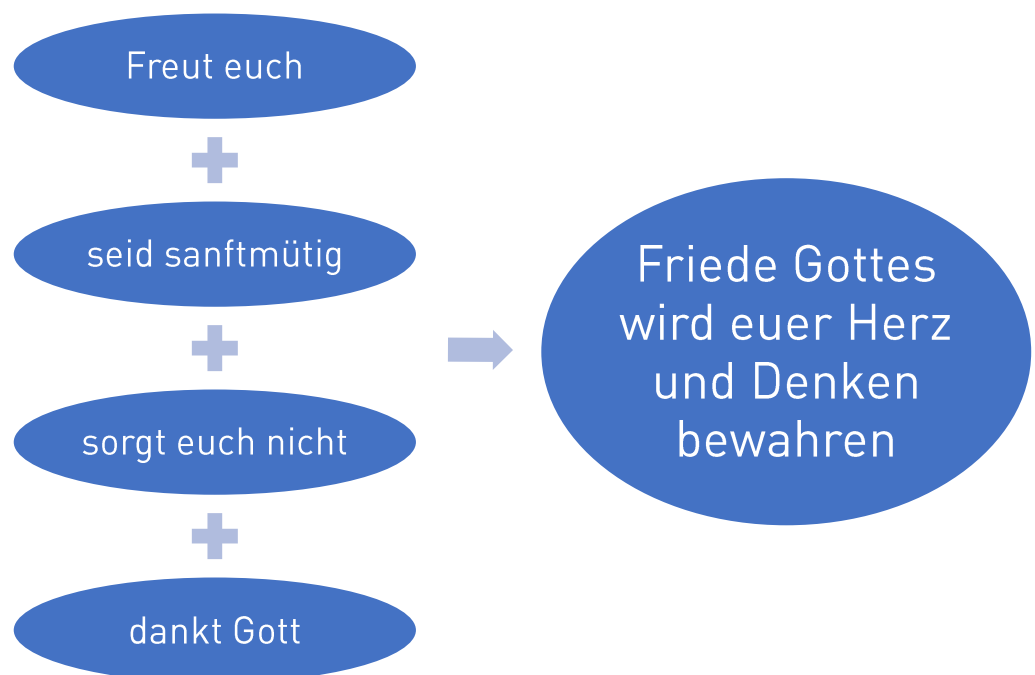 Freut euch
seid sanftmütig
sorgt euch nicht
dankt Gott
Friede Gottes
wird euer Herz
und Denken
bewahren